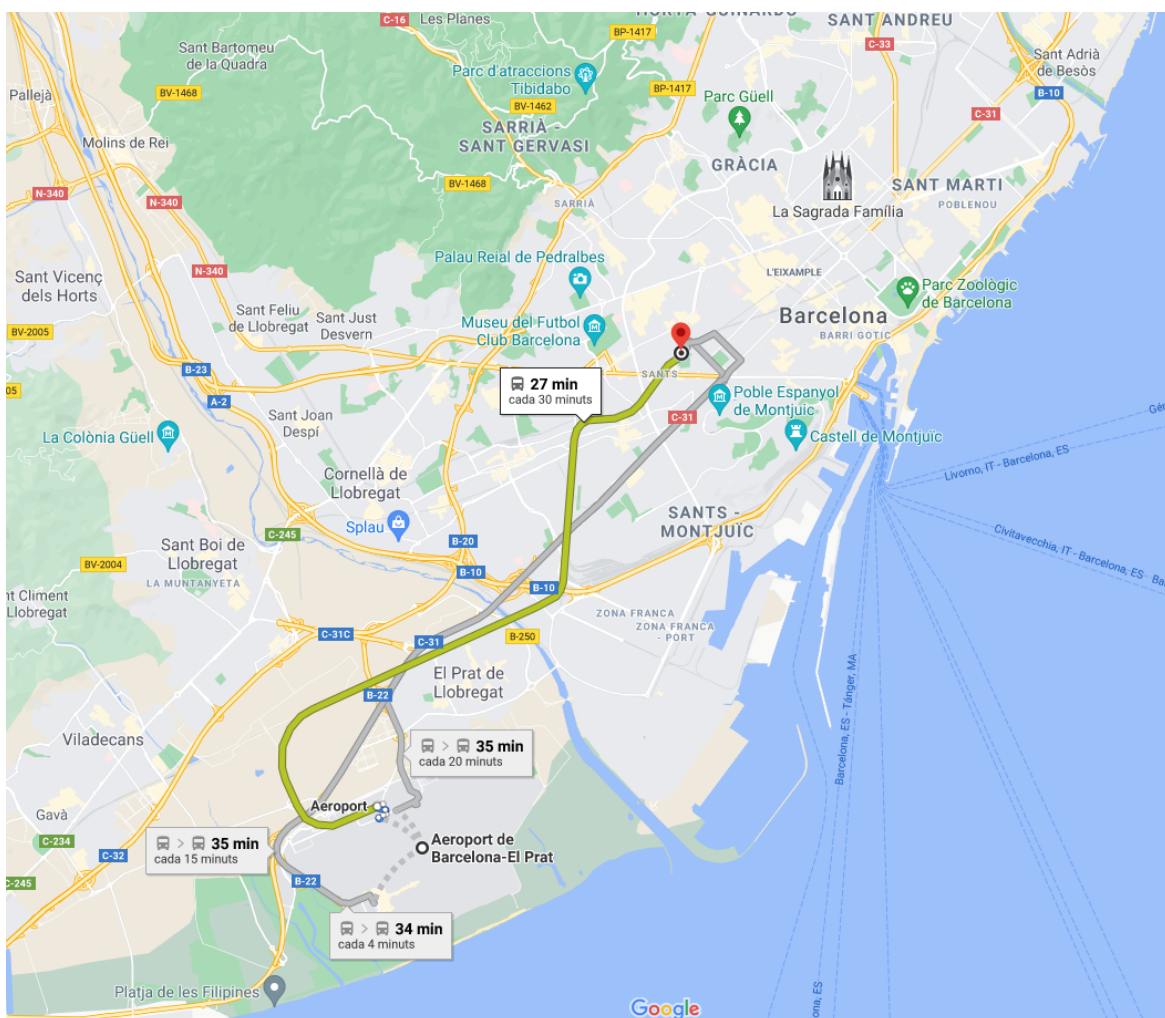 HORTA-GUINARDÓ
C-16
Les Planes
SANT ANDREU
BP-1417
C-33
Sant Bartomeu
de la Quadra
Sant Adrià
de Besòs
Parc d'atraccions
Tibidabo
BV-1468
Pallejà
BP-1417
Parc Güell
B-10
BV-1462
C-31
SARRIÀ -
SANT GERVASI
Molins de Rei
GRÀCIA
BV-1468
SANT MARTI
N-340
N-340
SARRIÀ
POBLENOU
La Sagrada Família
Palau Reial de Pedralbes
N-340
L'EIXAMPLE
Sant Vicenç
dels Horts
Parc Zoològic
de Barcelona
Sant Feliu
de Llobregat
Sant Just
Desvern
Museu del Futbol
Club Barcelona
Barcelona
BARRI GOTIC
BV-2005
B-23
SANTS
27 min
cada 30 minuts
05
A-2
Poble Espanyol
de Montjuïc
C-31
Sant Joan
Despí
La Colònia Güell
Castell de Montjuïc
Livorno, IT - Barcelona, ES
Cornellà de
Llobregat
SANTS -
MONTJUÏC
Splau
C-245
Civitavecchia, IT - Barcelona, ES
Sant Boi de
Llobregat
B-20
BV-2004
LA MUNTANYETA
B-10
B-10
nt Climent
Llobregat
ZONA FRANCA
ZONA FRANCA
- PORT
C-31C
C-31
B-250
El Prat de
Llobregat
B-22
Barcelona, ES - Tánger, MA
Viladecans
35 min
cada 20 minuts
Aeroport
Gavà
C-234
35 min
cada 15 minuts
Aeroport de
Barcelona-El Prat
C-32
C-245
B-22
34 min
cada 4 minuts
Platja de les Filipines
Google